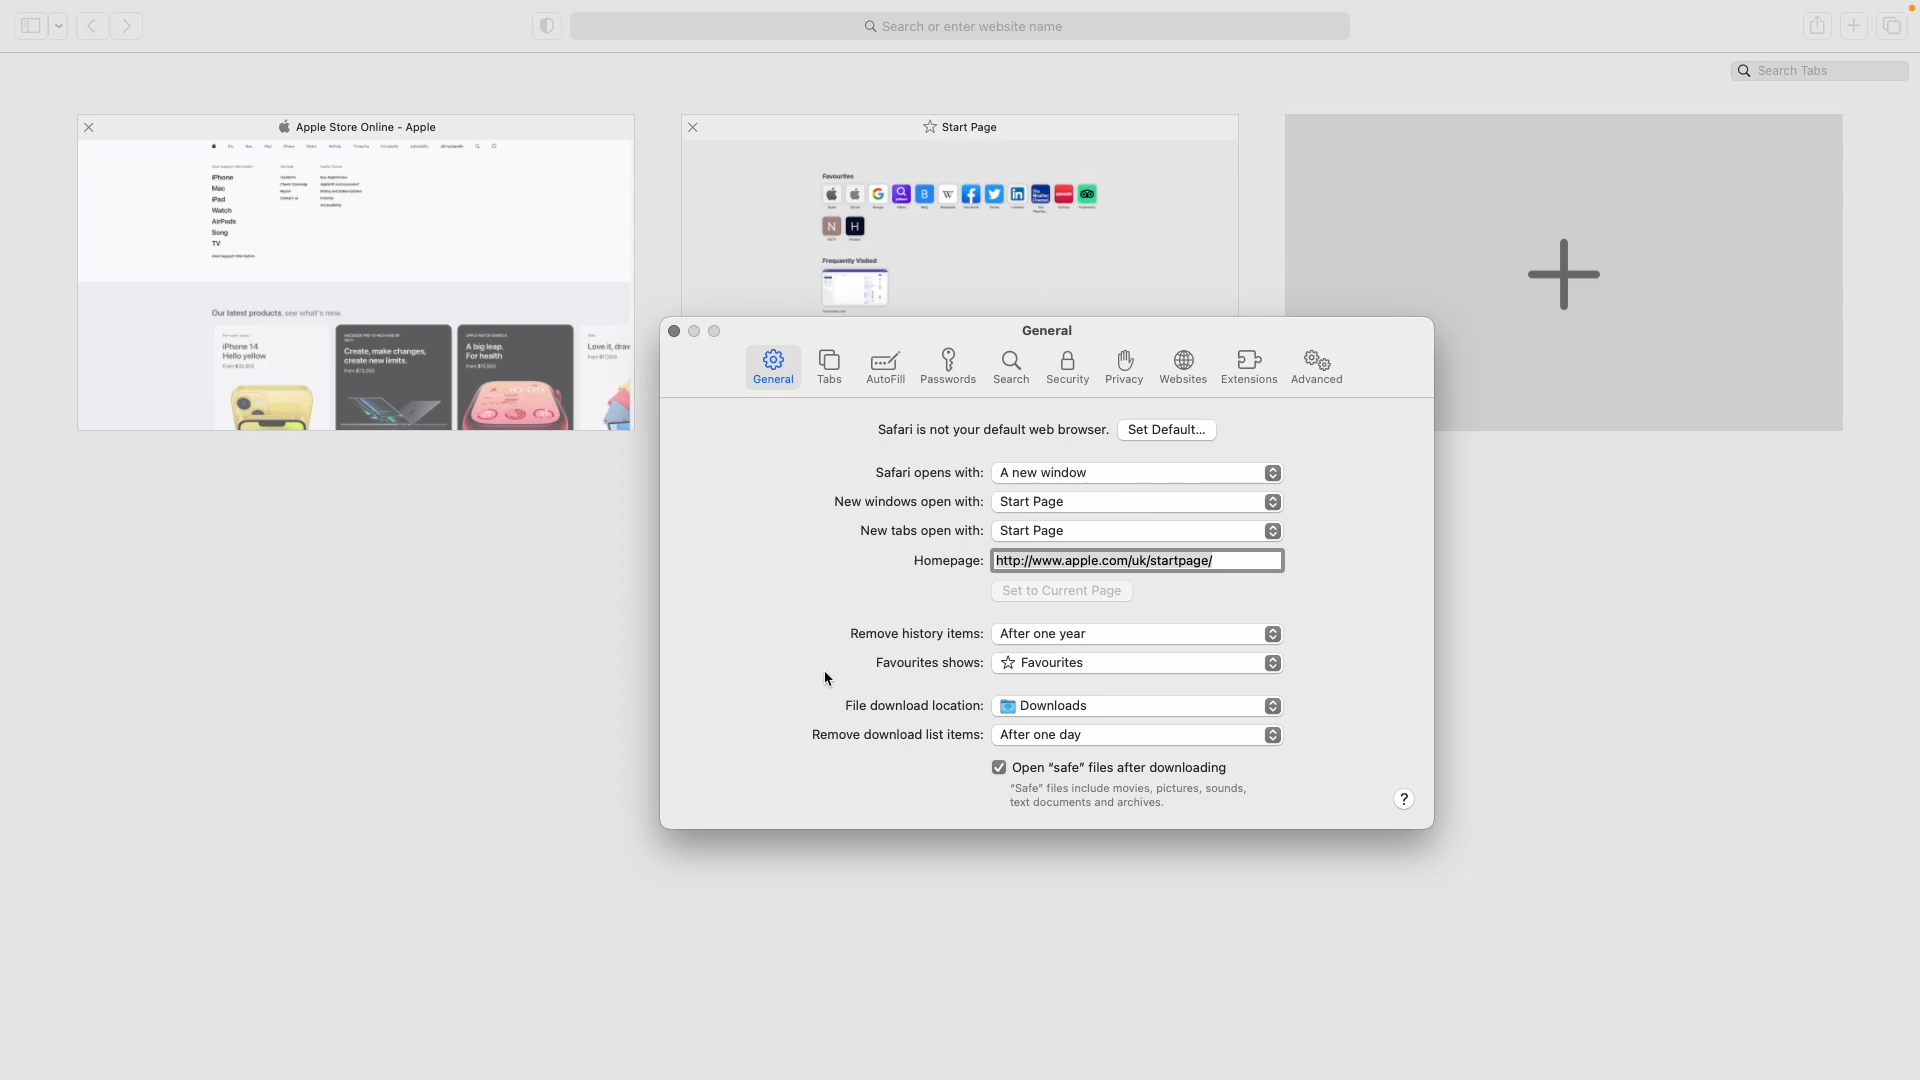 Search or enter website name
Search Tabs
Apple Store Online - Apple
Start Page
iPhone
Mac
iPad
Watch
AirPods
Song
TV
View Support Information
Our latest products, see what's new.
iPhone 14
Hello yellow
Create, make changes,
create new limits.
A big leap.
For health
Love it, draw
Favourites
Frequently Visited
General
General
Tabs
AutoFill
Passwords
Search
Security
Privacy
Websites
Extensions
Advanced
Safari is not your default web browser. Set Default...
Safari opens with: A new window
New windows open with: Start Page
New tabs open with: Start Page
Homepage: http://www.apple.com/uk/startpage/
Set to Current Page
Remove history items: After one year
Favourites shows: Favourites
File download location: Downloads
Remove download list items: After one day
Open “safe” files after downloading
“Safe” files include movies, pictures, sounds,
text documents and archives.
?